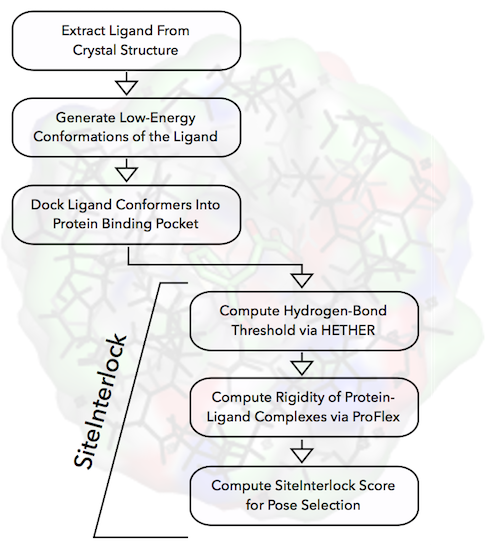 Extract Ligand From
Crystal Structure
Generate Low-Energy
Conformations of the Ligand
Dock Ligand Conformers Into
Protein Binding Pocket
SiteInterlock
Compute Hydrogen-Bond
Threshold via HETHER
Compute Rigidity of Protein-
Ligand Complexes via ProFlex
Compute SiteInterlock Score
for Pose Selection